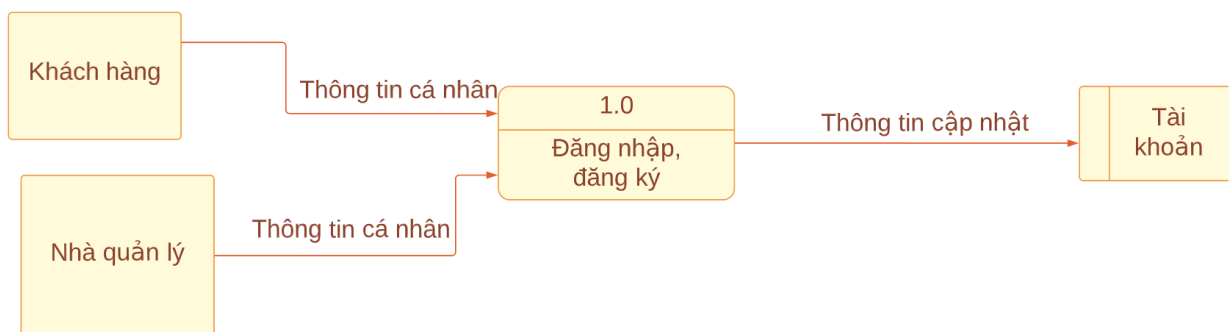 Khách hàng
Thông tin cá nhân
1.0
Đăng nhập,
đăng ký
Thông tin cập nhật
Tài
khoản
Thông tin cá nhân
Nhà quản lý